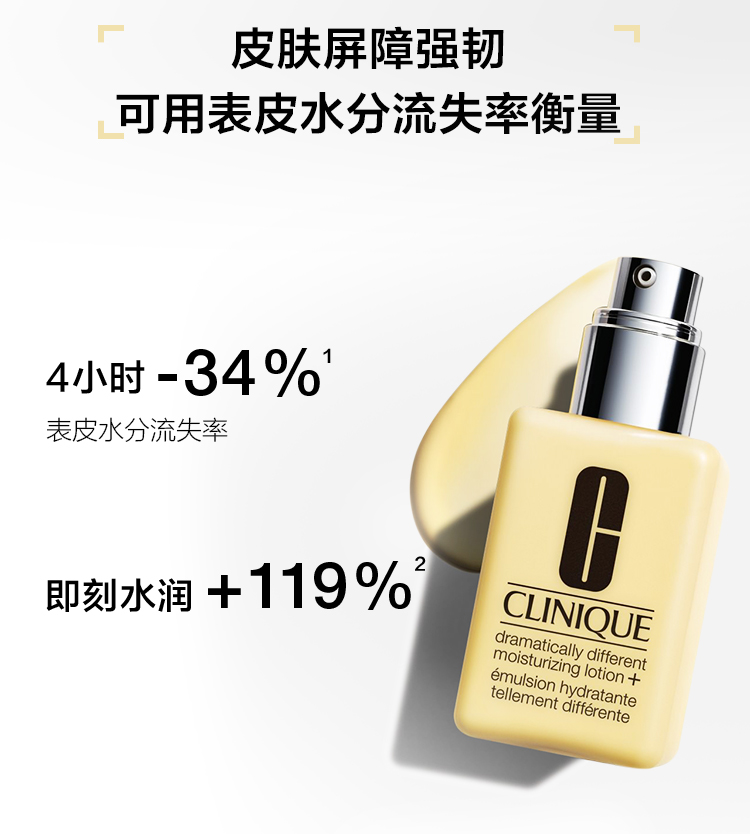 皮肤屏障强韧
可用表皮水分流失率衡量
4小时 -34%¹
表皮水分流失率
即刻水润 +119%²
C
CLINIQUE
dramatically different
moisturizing lotion+
émulsion hydratante
tellement différente